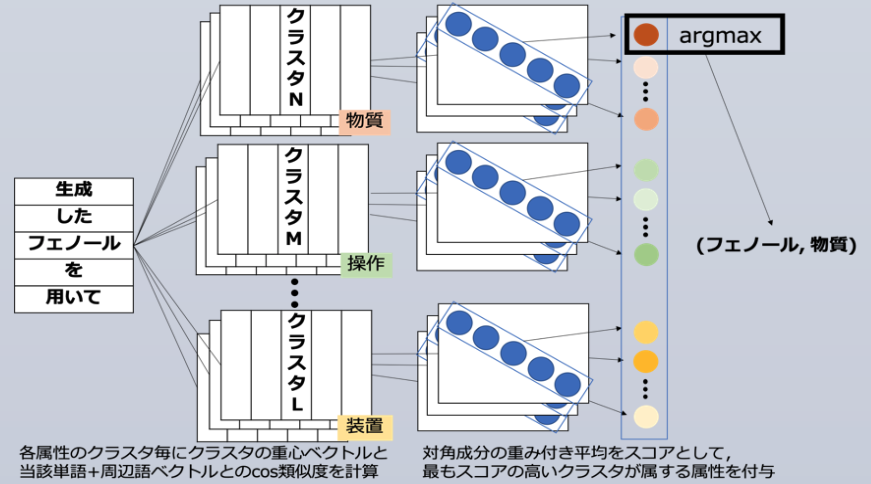 生成
した
フェノール
を
用いて
クラスタN
物質
クラスタM
操作
クラスタL
装置
argmax
(フェノール, 物質)
各属性のクラスタ毎にクラスタの重心ベクトルと
当該単語+周辺語ベクトルとのcos類似度を計算
対角成分の重み付き平均をスコアとして,
最もスコアの高いクラスタが属する属性を付与